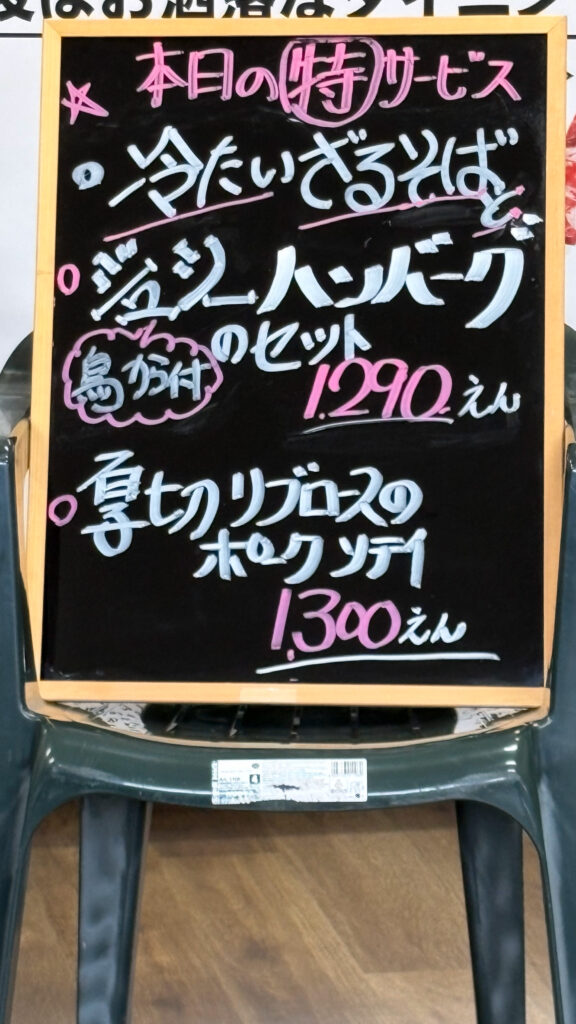 本日の特サービス
冷たいざるそばと
ジューシーハンバーグ
のセット
鳥から付
1.290えん
厚切リブロースの
ポークソテイ
1.300えん